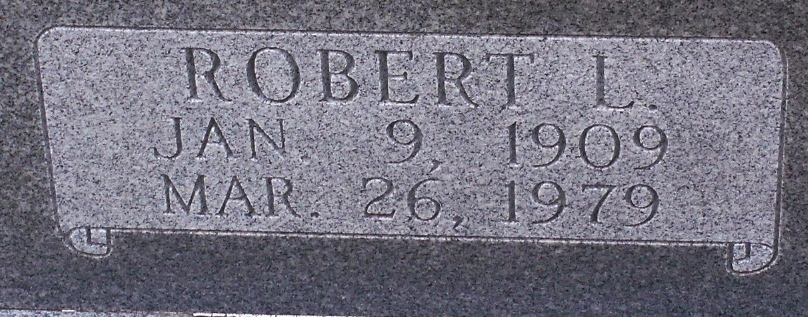 ROBERT L.
JAN 9, 1909
MAR. 26, 1979